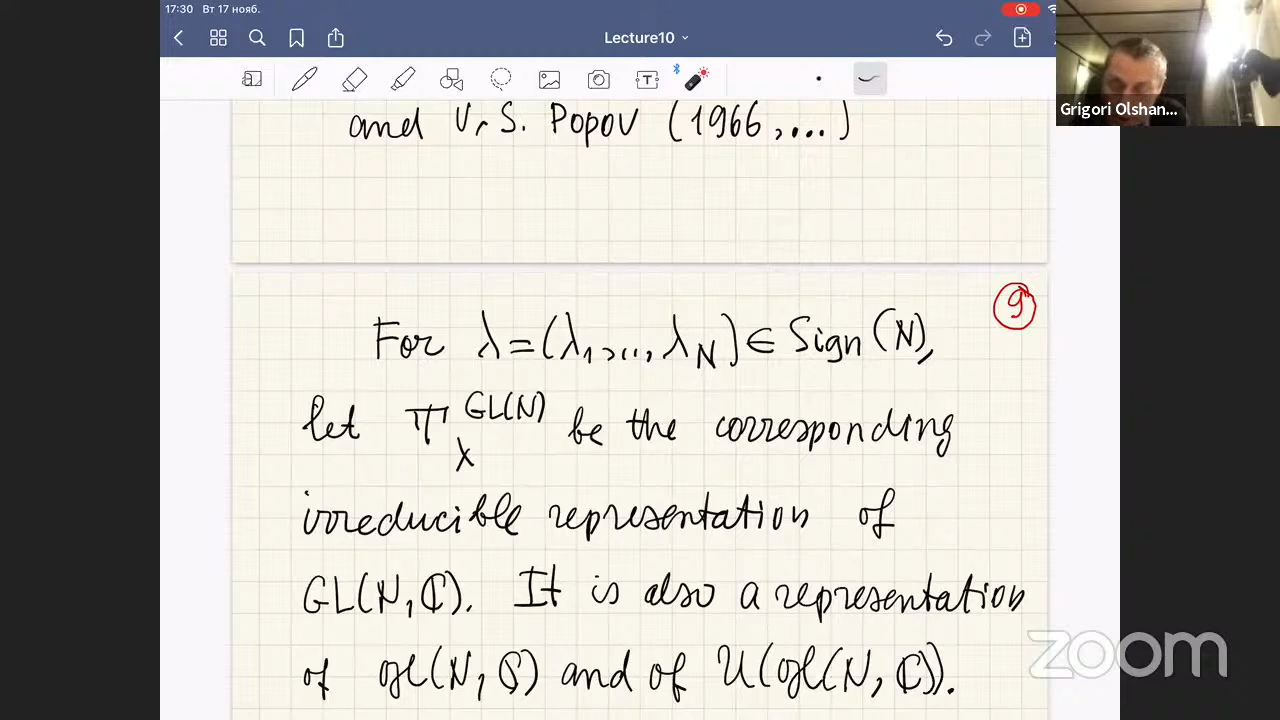 17:30 Вт 17 нояб.
Lecture10
Grigori Olshan...
and V. S. Popov (1966,...)
9
For λ=(λ₁,..., λ_N) ∈ Sign(N),
let π_λ^{GL(N)} be the corresponding
irreducible representation of
GL(N,ℂ). It is also a representation
of gl(N,ℂ) and of U(gl(N,ℂ)).
zoom